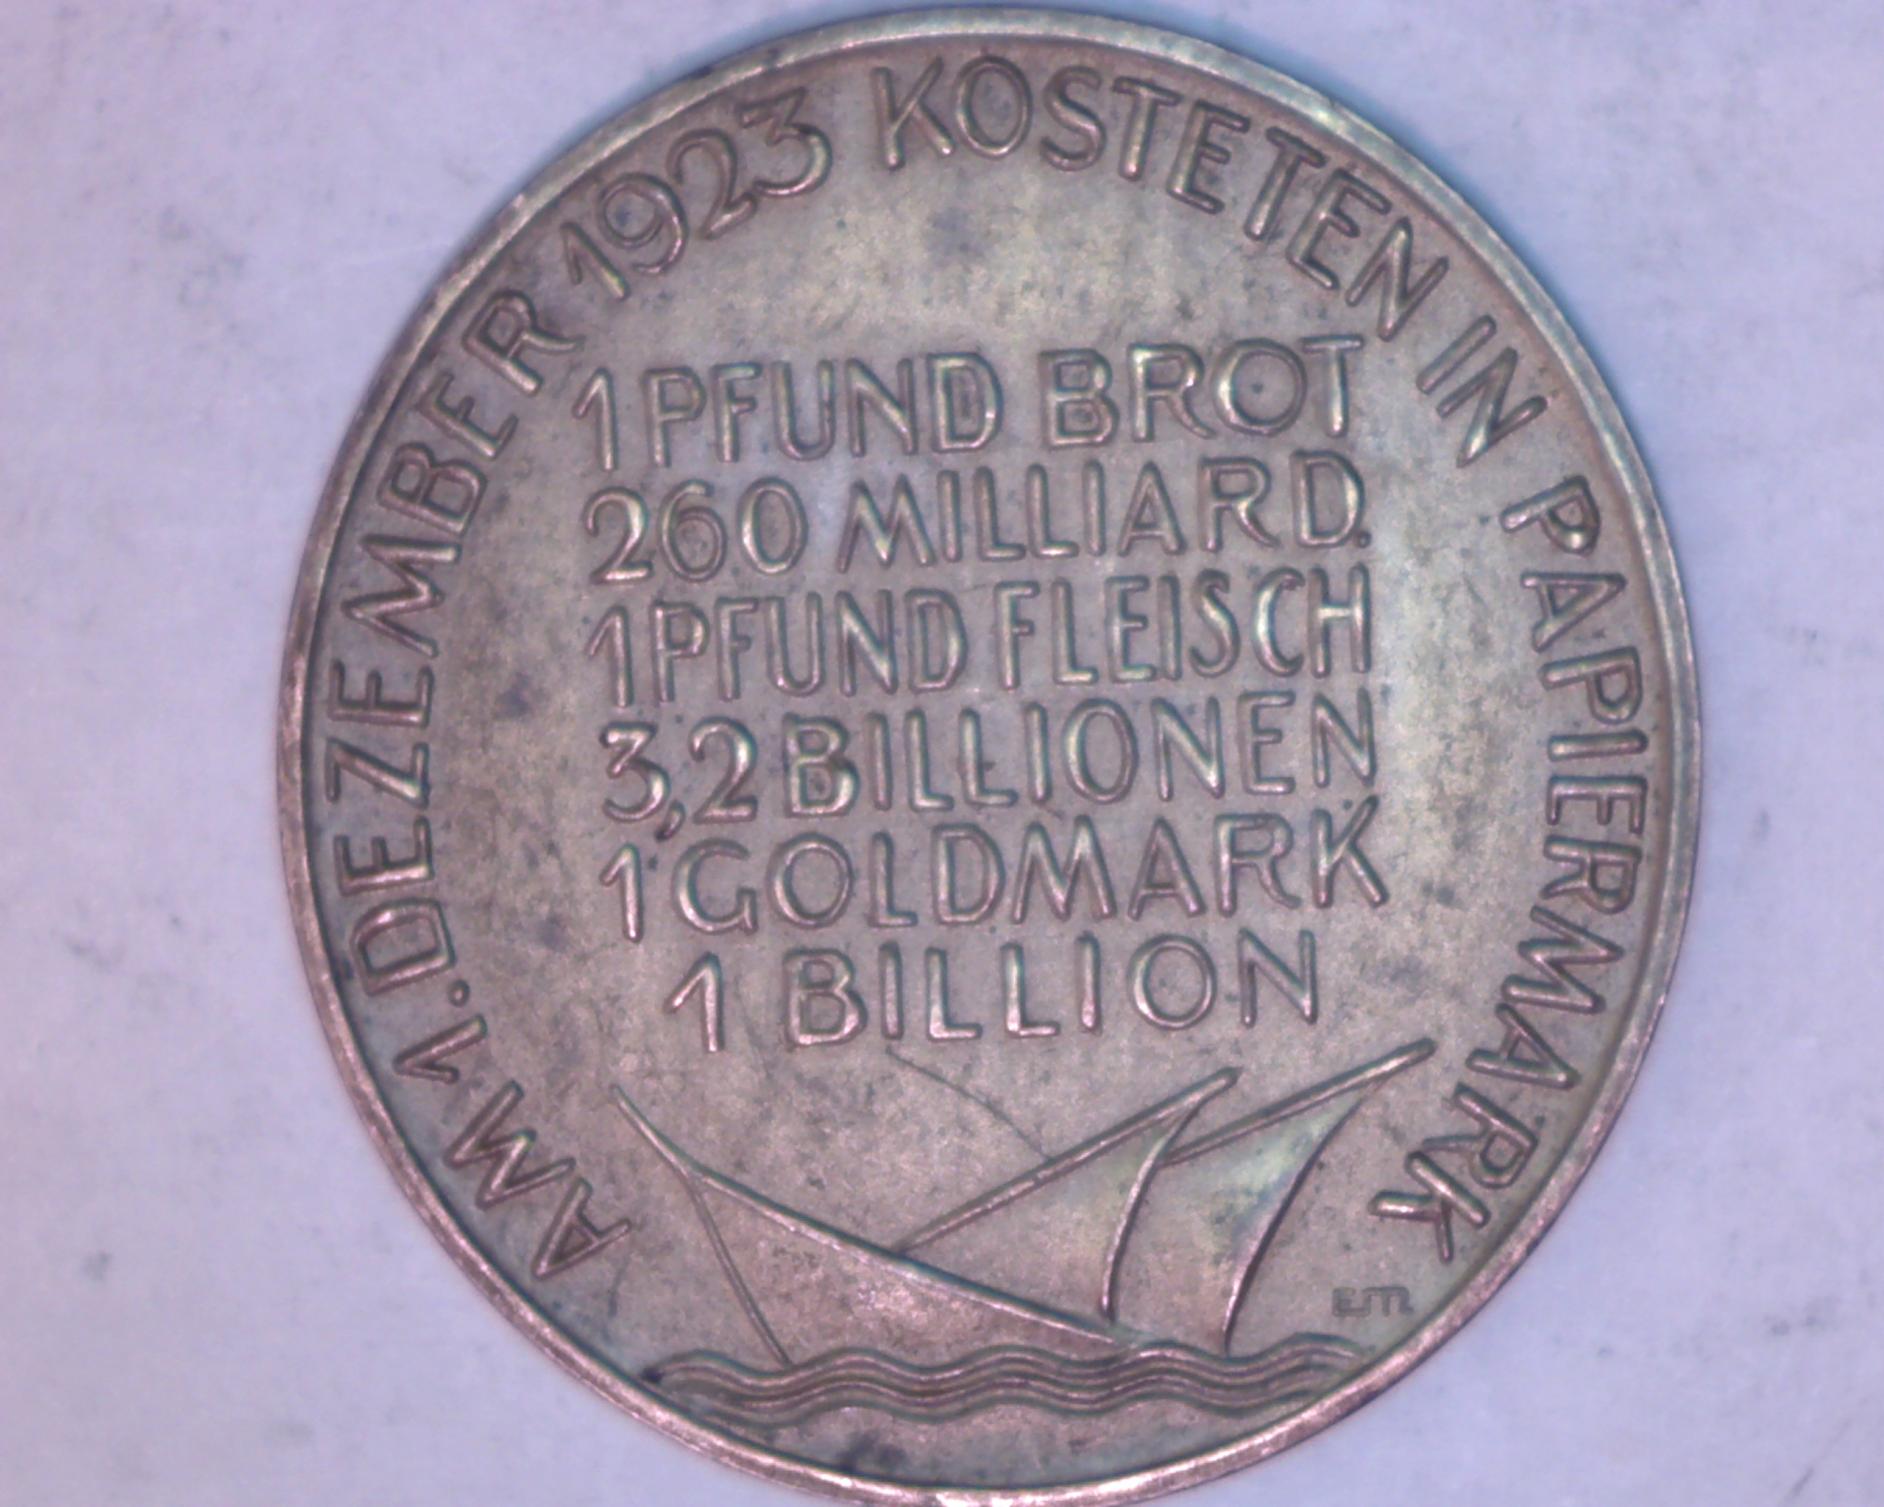 AM 1. DEZEMBER 1923 KOSTETEN IN PAPIERMARK
1 PFUND BROT
260 MILLIARD.
1 PFUND FLEISCH
3,2 BILLIONEN
1 GOLDMARK
1 BILLION